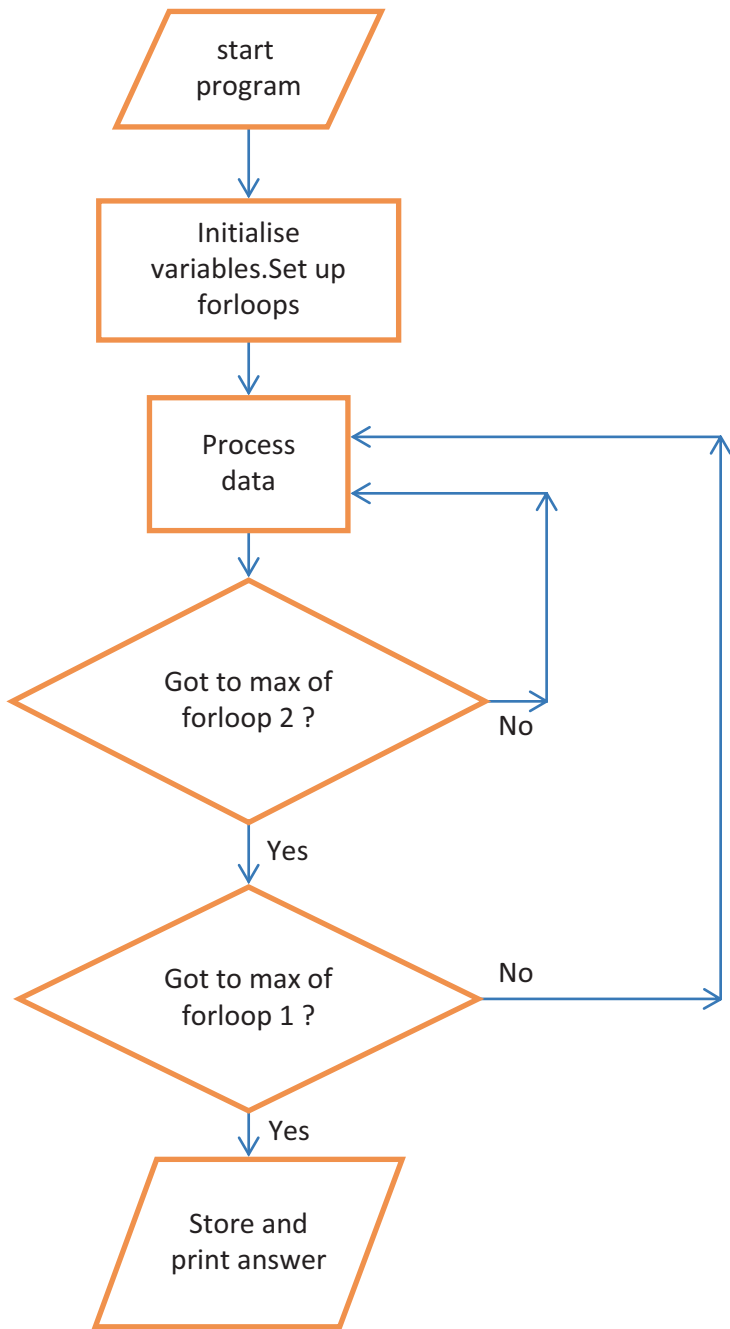 start
program
Initialise
variables.Set up
forloops
Process
data
Got to max of
forloop 2 ?
No
Yes
Got to max of
forloop 1 ?
No
Yes
Store and
print answer